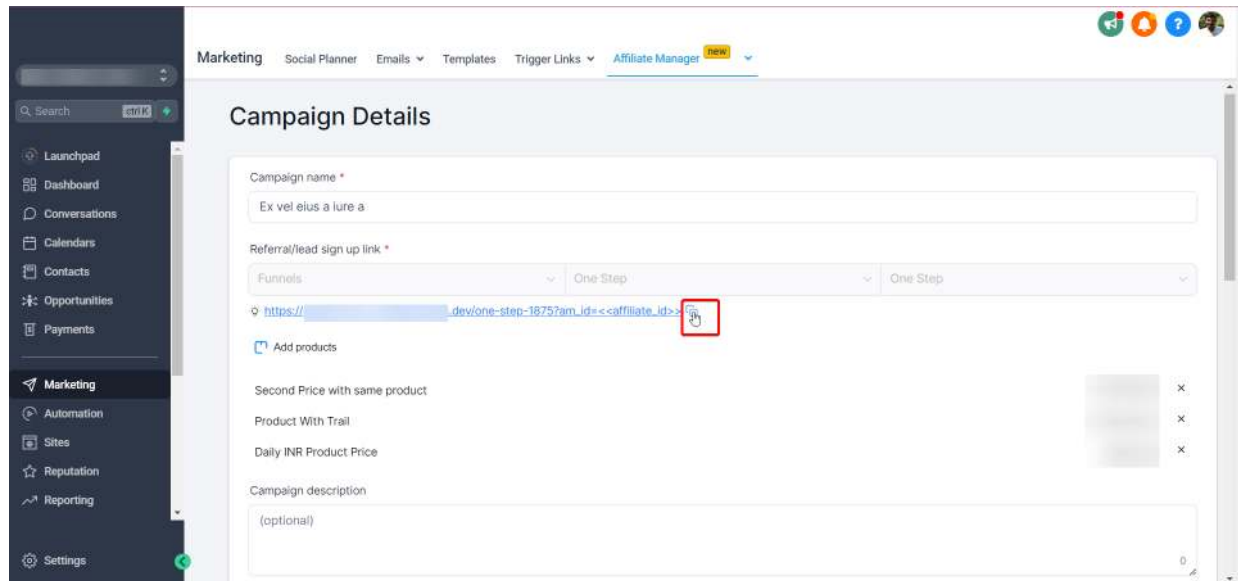 Marketing Social Planner Emails Templates Trigger Links Affiliate Manager new
Search ctrl K
Launchpad
Dashboard
Conversations
Calendars
Contacts
Opportunities
Payments
Marketing
Automation
Sites
Reputation
Reporting
Settings
Campaign Details
Campaign name *
Ex vel eius a iure a
Referral/lead sign up link *
Funnels One Step One Step
https:// .dev/one-step-1875?am_id=<<affiliate_id>>
Add products
Second Price with same product
Product With Trail
Daily INR Product Price
Campaign description
(optional)
0